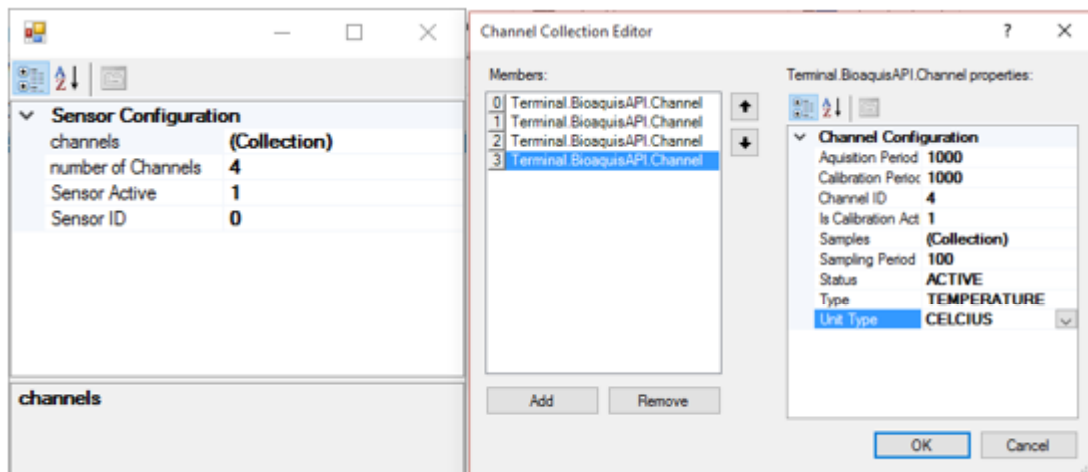 Sensor Configuration
channels (Collection)
number of Channels 4
Sensor Active 1
Sensor ID 0
channels
Channel Collection Editor
Members:
0 Terminal.BioaquisAPI.Channel
1 Terminal.BioaquisAPI.Channel
2 Terminal.BioaquisAPI.Channel
3 Terminal.BioaquisAPI.Channel
Add Remove
Terminal.BioaquisAPI.Channel properties:
Channel Configuration
Aquisition Period 1000
Calibration Perioc 1000
Channel ID 4
Is Calibration Act 1
Samples (Collection)
Sampling Period 100
Status ACTIVE
Type TEMPERATURE
Unit Type CELCIUS
OK Cancel